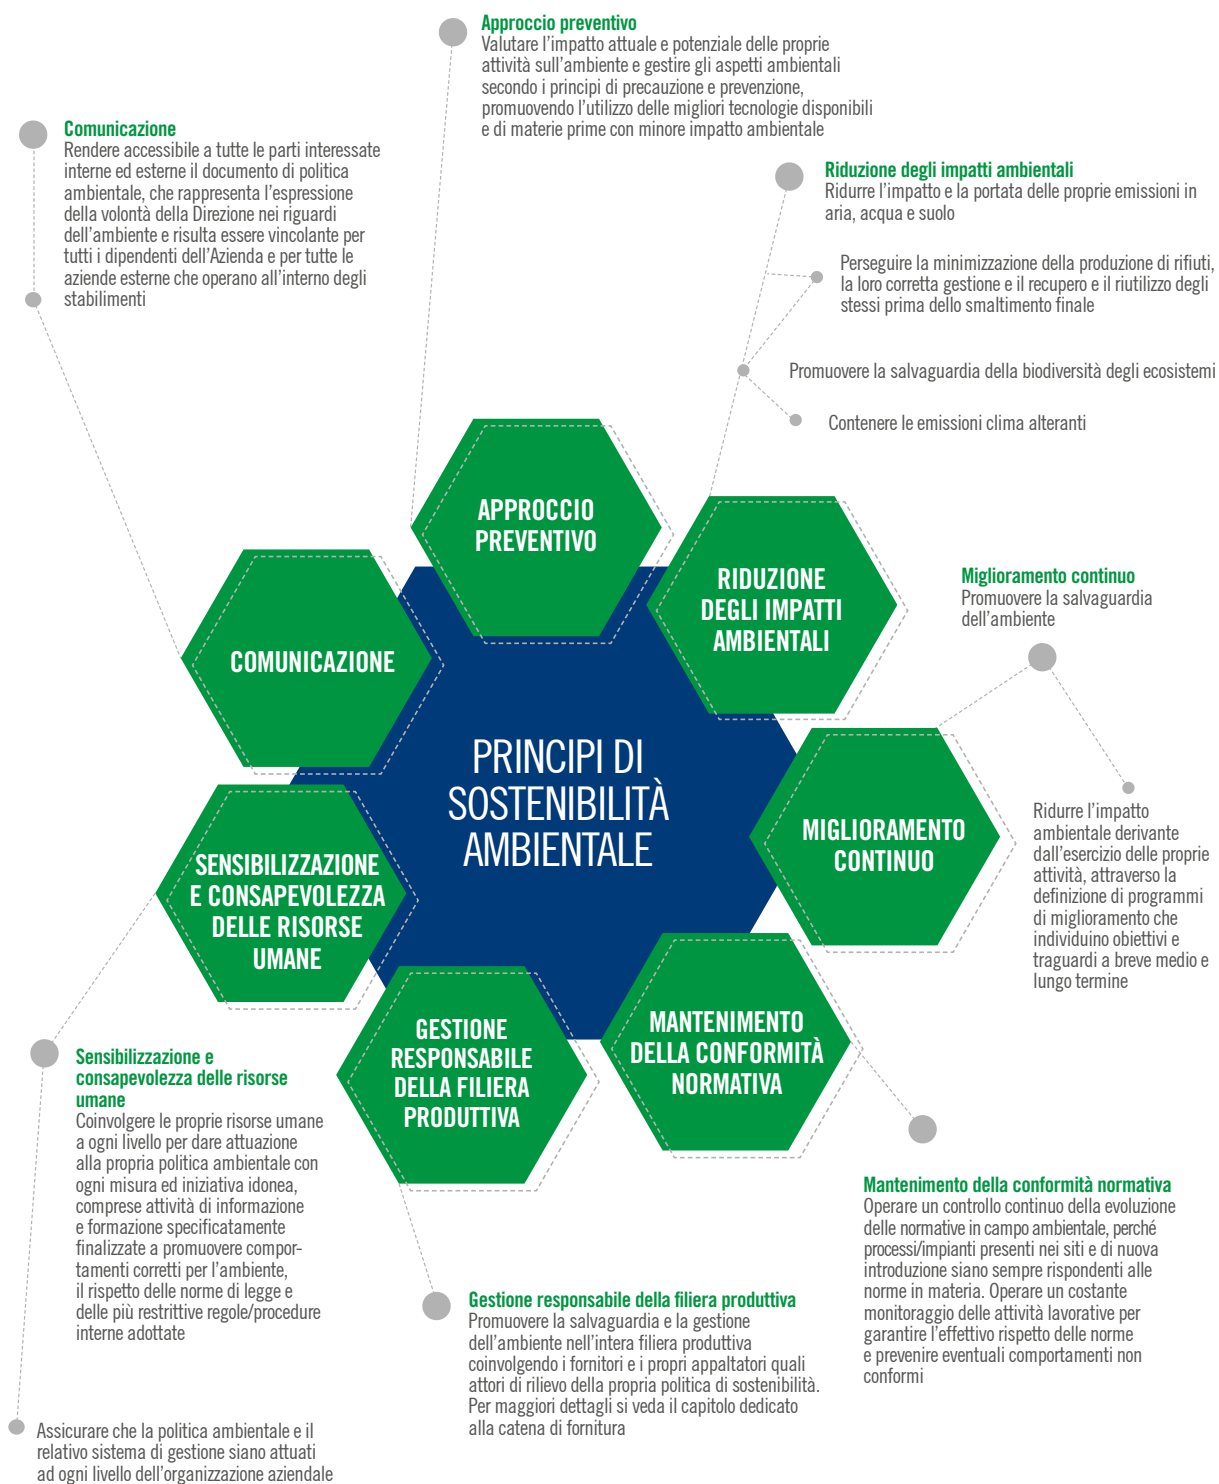 Approccio preventivo
Valutare l’impatto attuale e potenziale delle proprie
attività sull’ambiente e gestire gli aspetti ambientali
secondo i principi di precauzione e prevenzione,
promuovendo l’utilizzo delle migliori tecnologie disponibili
e di materie prime con minore impatto ambientale
Comunicazione
Rendere accessibile a tutte le parti interessate
interne ed esterne il documento di politica
ambientale, che rappresenta l’espressione
della volontà della Direzione nei riguardi
dell’ambiente e risulta essere vincolante per
tutti i dipendenti dell’Azienda e per tutte le
aziende esterne che operano all’interno degli
stabilimenti
Riduzione degli impatti ambientali
Ridurre l’impatto e la portata delle proprie emissioni in
aria, acqua e suolo
Perseguire la minimizzazione della produzione di rifiuti,
la loro corretta gestione e il recupero e il riutilizzo degli
stessi prima dello smaltimento finale
Promuovere la salvaguardia della biodiversità degli ecosistemi
Contenere le emissioni clima alteranti
APPROCCIO
PREVENTIVO
RIDUZIONE
DEGLI IMPATTI
AMBIENTALI
COMUNICAZIONE
Miglioramento continuo
Promuovere la salvaguardia
dell’ambiente
PRINCIPI DI
SOSTENIBILITÀ
AMBIENTALE
MIGLIORAMENTO
CONTINUO
Ridurre l’impatto
ambientale derivante
dall’esercizio delle proprie
attività, attraverso la
definizione di programmi
di miglioramento che
individuino obiettivi e
traguardi a breve medio e
lungo termine
SENSIBILIZZAZIONE
E CONSAPEVOLEZZA
DELLE RISORSE
UMANE
GESTIONE
RESPONSABILE
DELLA FILIERA
PRODUTTIVA
MANTENIMENTO
DELLA CONFORMITÀ
NORMATIVA
Sensibilizzazione e
consapevolezza delle risorse
umane
Coinvolgere le proprie risorse umane
a ogni livello per dare attuazione
alla propria politica ambientale con
ogni misura ed iniziativa idonea,
comprese attività di informazione
e formazione specificatamente
finalizzate a promuovere compor-
tamenti corretti per l’ambiente,
il rispetto delle norme di legge e
delle più restrittive regole/procedure
interne adottate
Assicurare che la politica ambientale e il
relativo sistema di gestione siano attuati
ad ogni livello dell’organizzazione aziendale
Gestione responsabile della filiera produttiva
Promuovere la salvaguardia e la gestione
dell’ambiente nell’intera filiera produttiva
coinvolgendo i fornitori e i propri appaltatori quali
attori di rilievo della propria politica di sostenibilità.
Per maggiori dettagli si veda il capitolo dedicato
alla catena di fornitura
Mantenimento della conformità normativa
Operare un controllo continuo della evoluzione
delle normative in campo ambientale, perché
processi/impianti presenti nei siti e di nuova
introduzione siano sempre rispondenti alle
norme in materia. Operare un costante
monitoraggio delle attività lavorative per
garantire l’effettivo rispetto delle norme
e prevenire eventuali comportamenti non
conformi